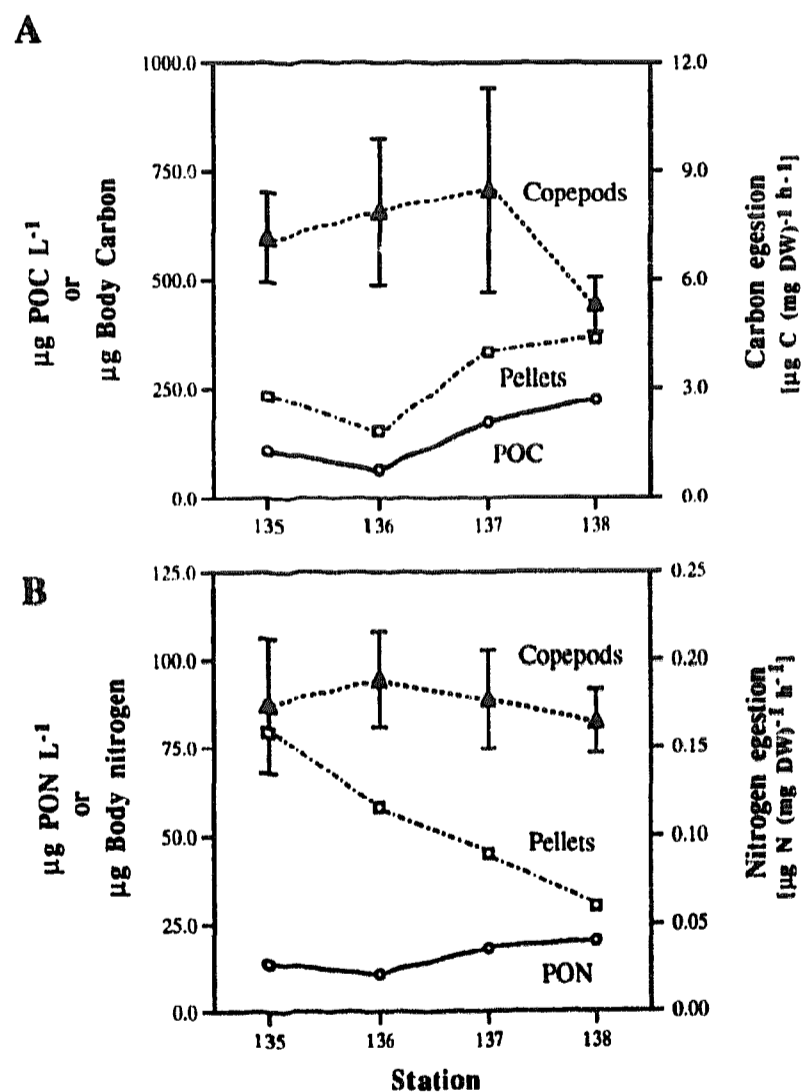 A
1000.0
750.0
500.0
250.0
0.0
µg POC L-1
or
µg Body Carbon
12.0
9.0
6.0
3.0
0.0
Carbon egestion
[µg C (mg DW)-1 h-1]
Copepods
Pellets
POC
135 136 137 138
B
125.0
100.0
75.0
50.0
25.0
0.0
µg PON L-1
or
µg Body nitrogen
0.25
0.20
0.15
0.10
0.05
0.00
Nitrogen egestion
[µg N (mg DW)-1 h-1]
Copepods
Pellets
PON
135 136 137 138
Station